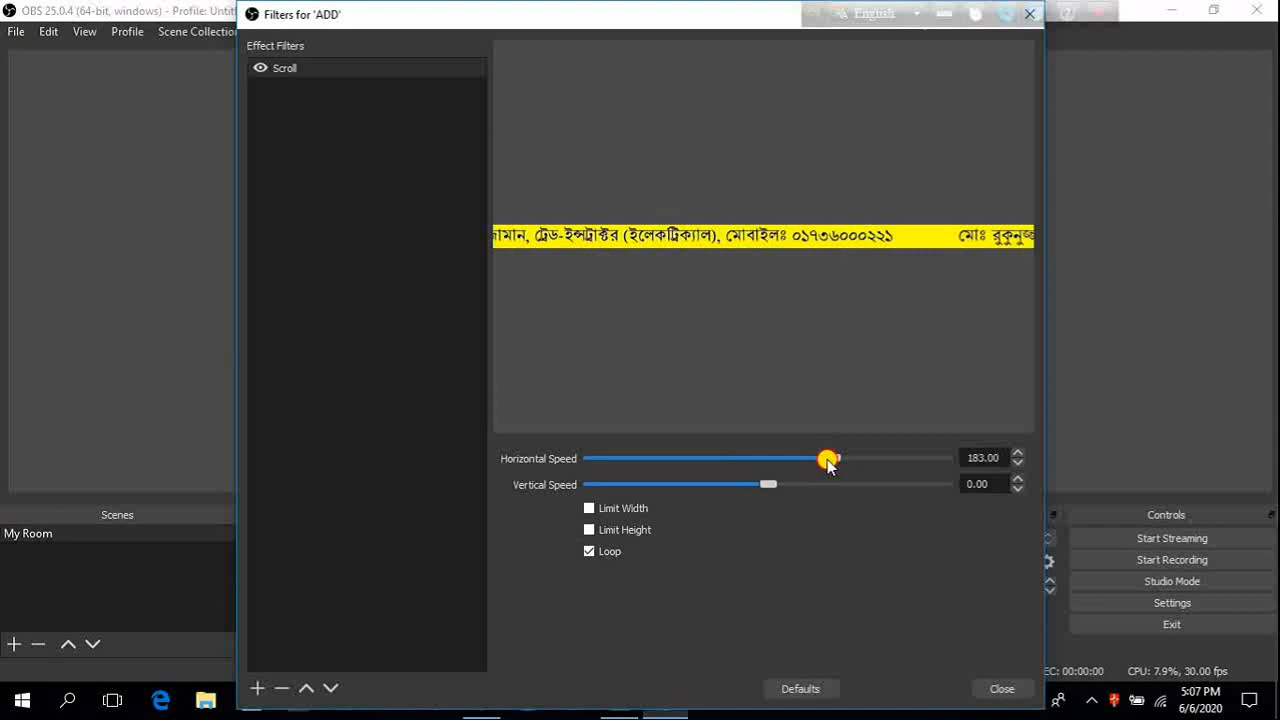 OBS 25.0.4 (64-bit, windows) - Profile:
Filters for 'ADD'
English
File Edit View Profile Scene Collection
Effect Filters
Scroll
ট্রেড-ইন্সট্রাক্টর (ইলেকট্রিক্যাল), মোবাইলঃ ০১৭৩৬০০০২২১ মোঃ
Horizontal Speed 183.00
Vertical Speed 0.00
Limit Width
Limit Height
Loop
Scenes
My Room
Controls
Start Streaming
Start Recording
Studio Mode
Settings
Exit
00:00:00 CPU: 7.9%, 30.00 fps
Defaults Close
5:07 PM
6/6/2020